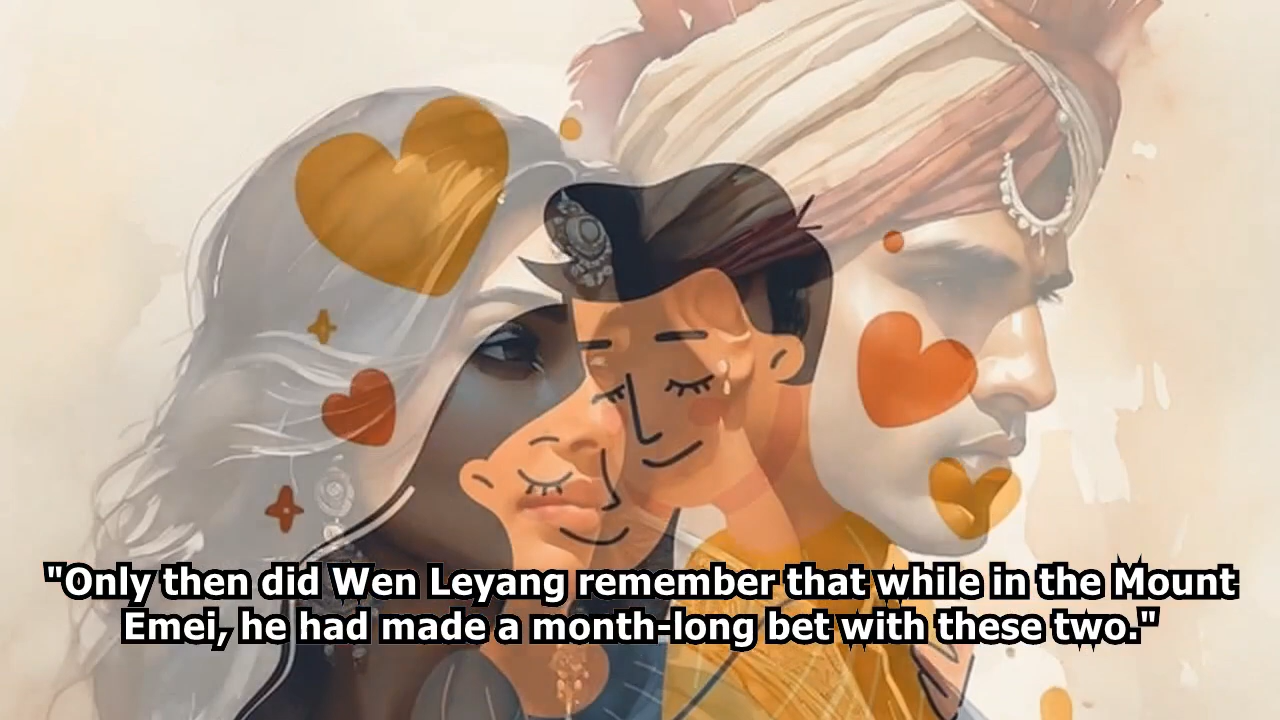 "Only then did Wen Leyang remember that while in the Mount
Emei, he had made a month-long bet with these two."